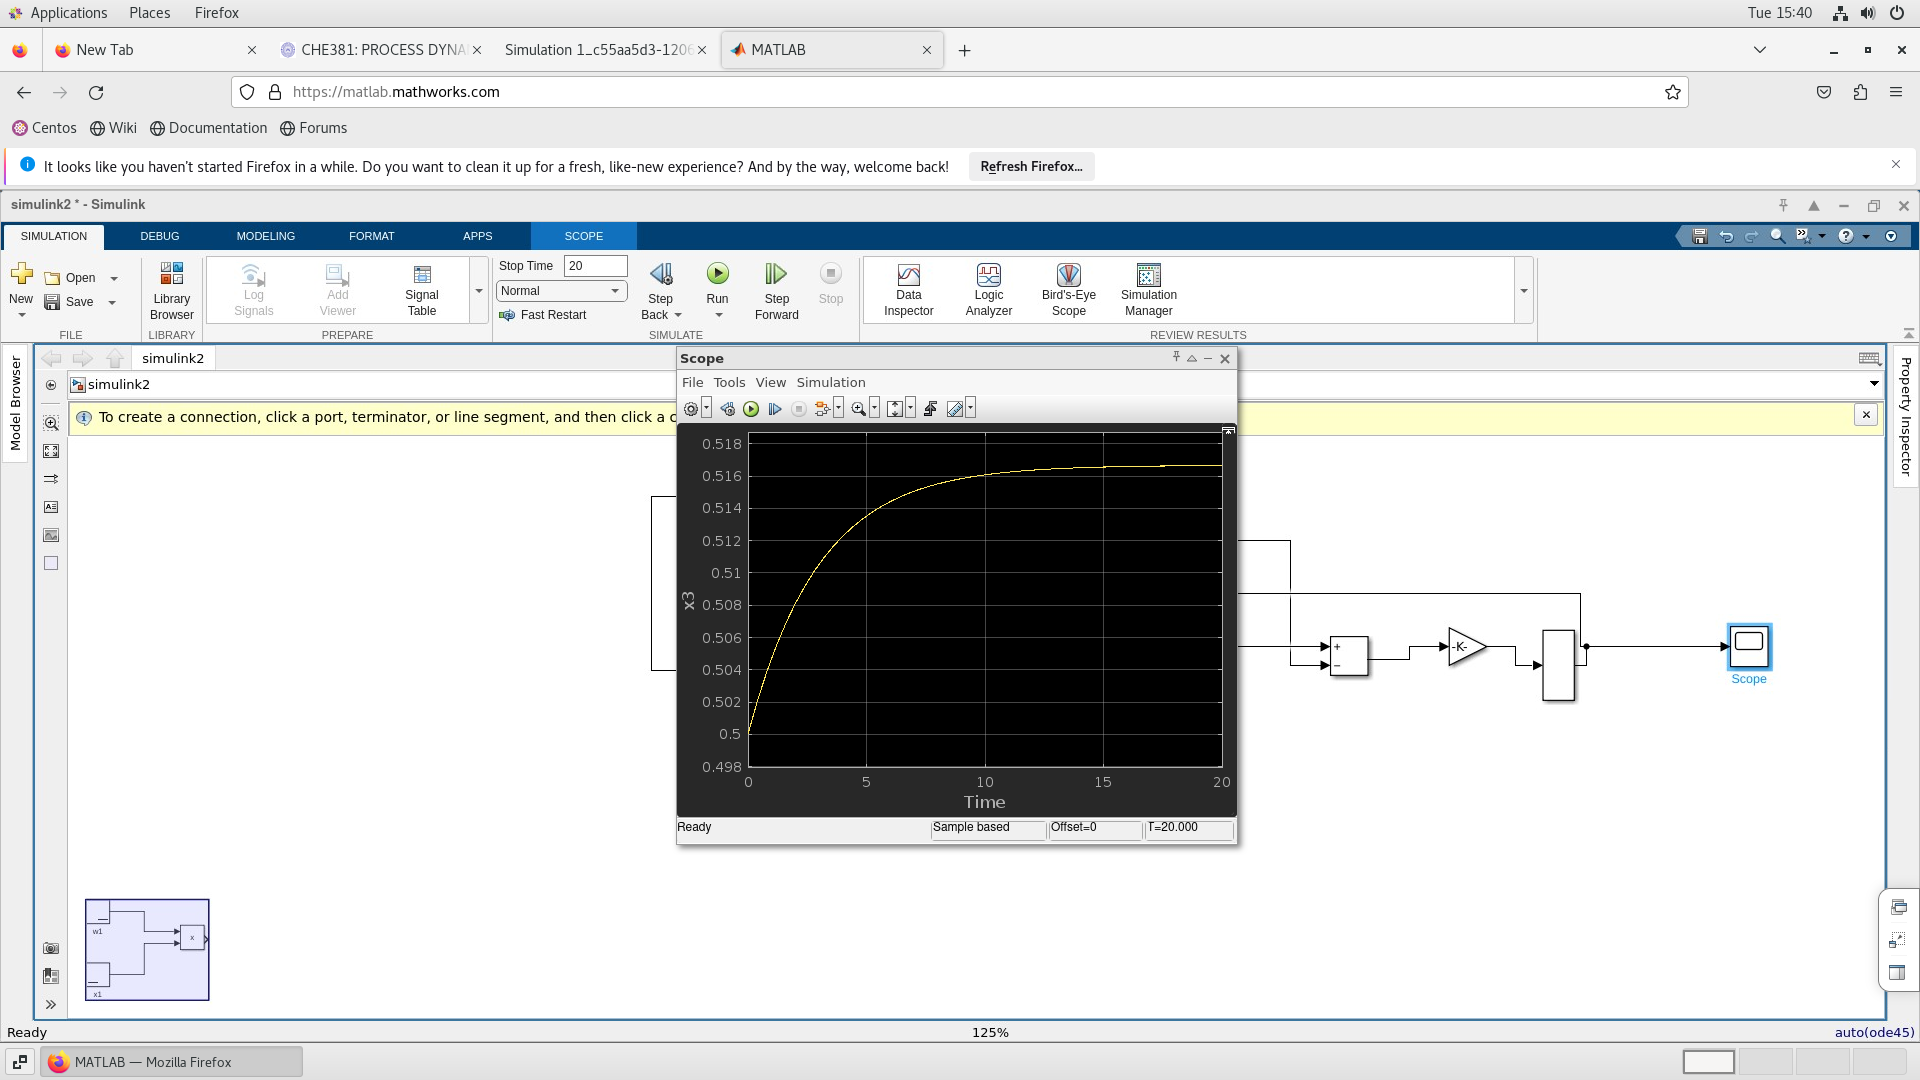 Applications Places Firefox Tue 15:40
New Tab CHE381: PROCESS DYNA Simulation 1_c55aa5d3-1206 MATLAB
https://matlab.mathworks.com
Centos Wiki Documentation Forums
It looks like you haven't started Firefox in a while. Do you want to clean it up for a fresh, like-new experience? And by the way, welcome back! Refresh Firefox...
simulink2 * - Simulink
SIMULATION DEBUG MODELING FORMAT APPS SCOPE
New
Open
Save
FILE
Library Browser
LIBRARY
Log Signals
Add Viewer
Signal Table
PREPARE
Stop Time 20
Normal
Fast Restart
Step Back
Run
Step Forward
Stop
SIMULATE
Data Inspector
Logic Analyzer
Bird's-Eye Scope
Simulation Manager
REVIEW RESULTS
Model Browser
simulink2
simulink2
To create a connection, click a port, terminator, or line segment, and then click a c
Property Inspector
Scope
File Tools View Simulation
0.518
0.516
0.514
0.512
0.51
0.508
0.506
0.504
0.502
0.5
0.498
x3
0 5 10 15 20
Time
Ready Sample based Offset=0 T=20.000
+
−
-K-
Scope
w1
x
x1
Ready 125% auto(ode45)
MATLAB — Mozilla Firefox